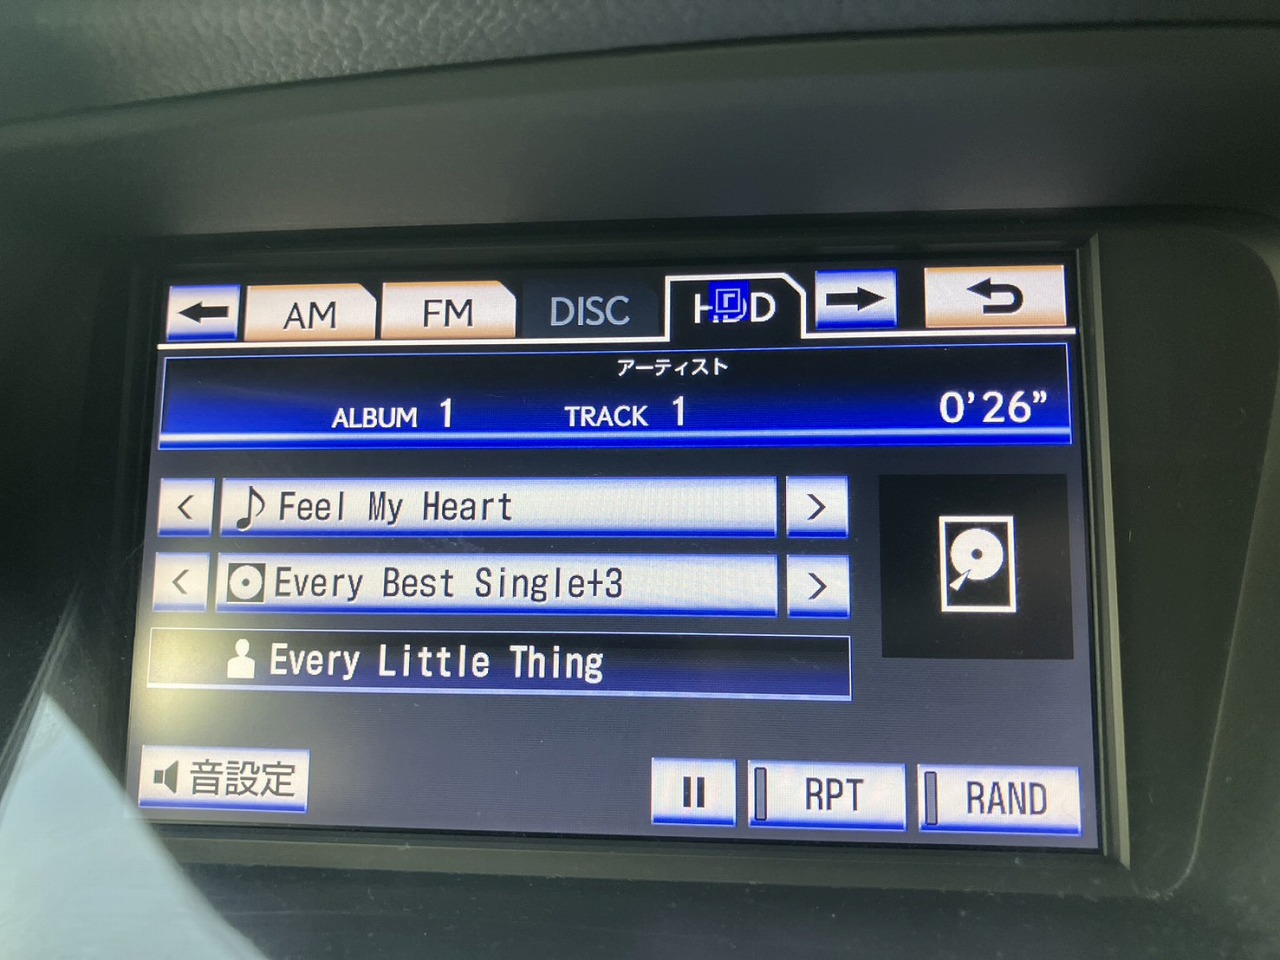 AM FM DISC HDD
アーティスト
ALBUM 1 TRACK 1 0'26"
Feel My Heart
Every Best Single+3
Every Little Thing
音設定 RPT RAND